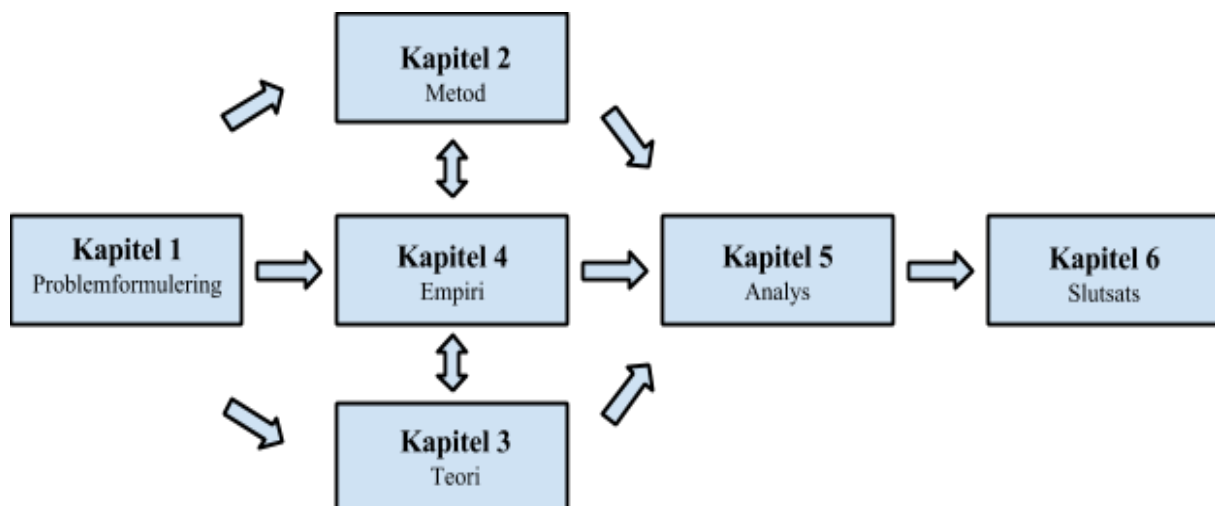 Kapitel 2
Metod
Kapitel 1
Problemformulering
Kapitel 4
Empiri
Kapitel 5
Analys
Kapitel 6
Slutsats
Kapitel 3
Teori